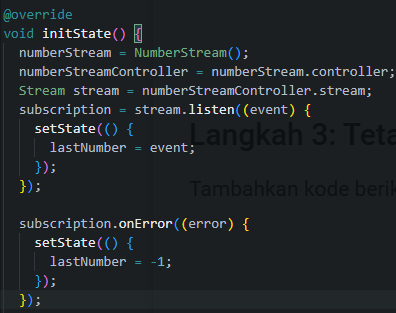 @override
void initState() {
numberStream = NumberStream();
numberStreamController = numberStream.controller;
Stream stream = numberStreamController.stream;
subscription = stream.listen((event) {
setState(() {
lastNumber = event;
});
});
Langkah 3: Teta
Tambahkan kode berik
subscription.onError((error) {
setState(() {
lastNumber = -1;
});
});